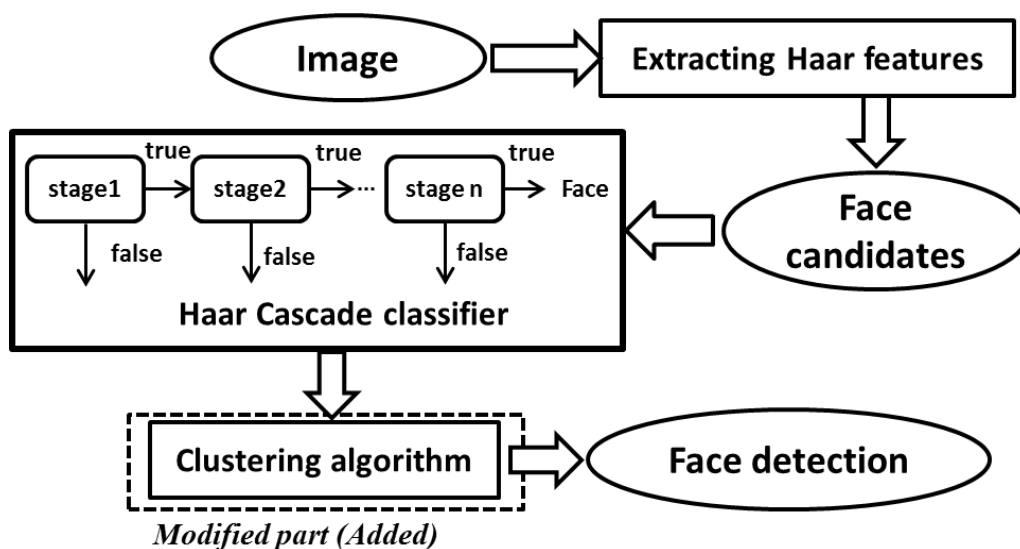 Image
Extracting Haar features
true
true
true
stage1
stage2
...
stage n
Face
false
false
false
Haar Cascade classifier
Face
candidates
Clustering algorithm
Face detection
Modified part (Added)